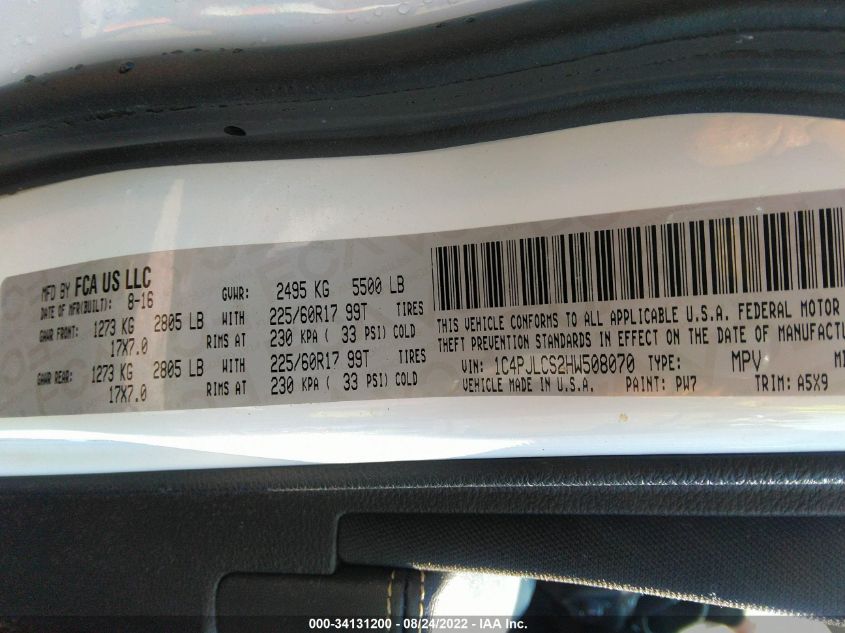 MFD BY FCA US LLC
DATE OF MFR(BUILT): 8-16 GVWR: 2495 KG 5500 LB
GAWR FRONT: 1273 KG 2805 LB WITH 225/60R17 99T TIRES
17X7.0 RIMS AT 230 KPA ( 33 PSI) COLD
GAWR REAR: 1273 KG 2805 LB WITH 225/60R17 99T TIRES
17X7.0 RIMS AT 230 KPA ( 33 PSI) COLD
THIS VEHICLE CONFORMS TO ALL APPLICABLE U.S.A. FEDERAL MOTOR
THEFT PREVENTION STANDARDS IN EFFECT ON THE DATE OF MANUFACTU
VIN: 1C4PJLCS2HW508070 TYPE: MPV
VEHICLE MADE IN U.S.A. PAINT: PW7 TRIM: A5X9
000-34131200 - 08/24/2022 - IAA Inc.